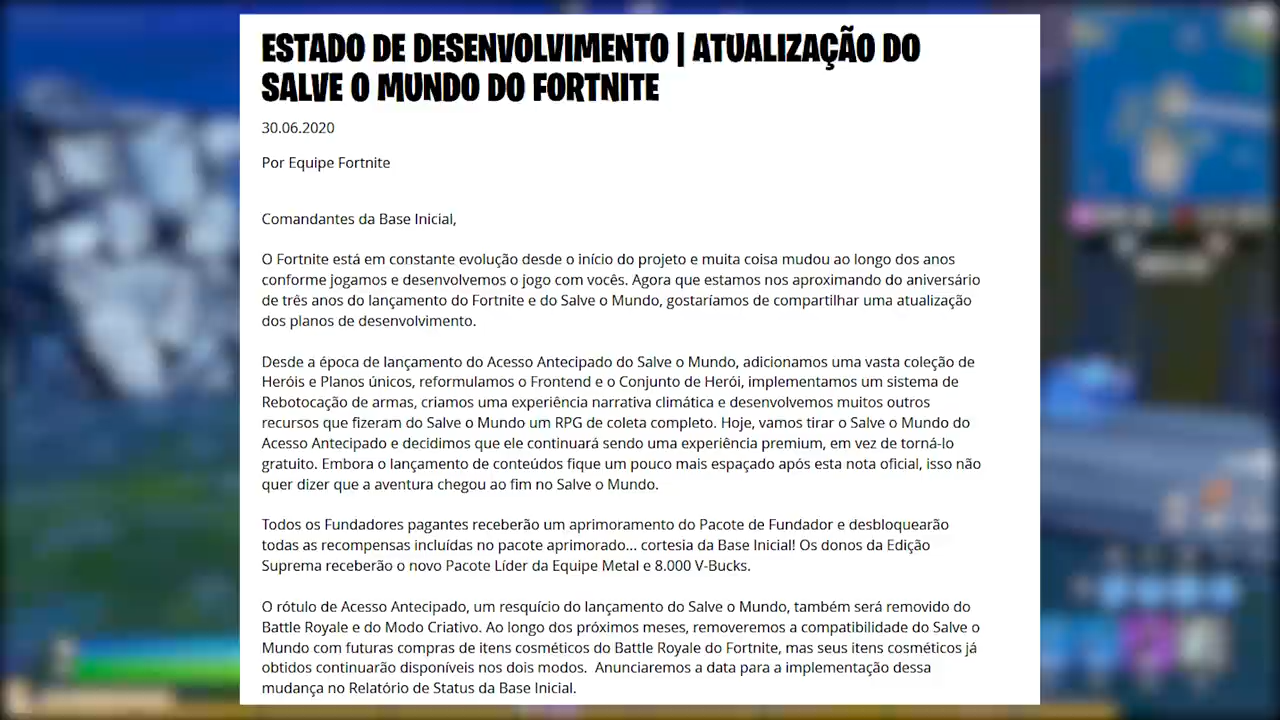 ESTADO DE DESENVOLVIMENTO | ATUALIZAÇÃO DO
SALVE O MUNDO DO FORTNITE
30.06.2020
Por Equipe Fortnite
Comandantes da Base Inicial,
O Fortnite está em constante evolução desde o início do projeto e muita coisa mudou ao longo dos anos
conforme jogamos e desenvolvemos o jogo com vocês. Agora que estamos nos aproximando do aniversário
de três anos do lançamento do Fortnite e do Salve o Mundo, gostaríamos de compartilhar uma atualização
dos planos de desenvolvimento.
Desde a época de lançamento do Acesso Antecipado do Salve o Mundo, adicionamos uma vasta coleção de
Heróis e Planos únicos, reformulamos o Frontend e o Conjunto de Herói, implementamos um sistema de
Rebotocação de armas, criamos uma experiência narrativa climática e desenvolvemos muitos outros
recursos que fizeram do Salve o Mundo um RPG de coleta completo. Hoje, vamos tirar o Salve o Mundo do
Acesso Antecipado e decidimos que ele continuará sendo uma experiência premium, em vez de torná-lo
gratuito. Embora o lançamento de conteúdos fique um pouco mais espaçado após esta nota oficial, isso não
quer dizer que a aventura chegou ao fim no Salve o Mundo.
Todos os Fundadores pagantes receberão um aprimoramento do Pacote de Fundador e desbloquearão
todas as recompensas incluídas no pacote aprimorado... cortesia da Base Inicial! Os donos da Edição
Suprema receberão o novo Pacote Líder da Equipe Metal e 8.000 V-Bucks.
O rótulo de Acesso Antecipado, um resquício do lançamento do Salve o Mundo, também será removido do
Battle Royale e do Modo Criativo. Ao longo dos próximos meses, removeremos a compatibilidade do Salve o
Mundo com futuras compras de itens cosméticos do Battle Royale do Fortnite, mas seus itens cosméticos já
obtidos continuarão disponíveis nos dois modos.  Anunciaremos a data para a implementação dessa
mudança no Relatório de Status da Base Inicial.